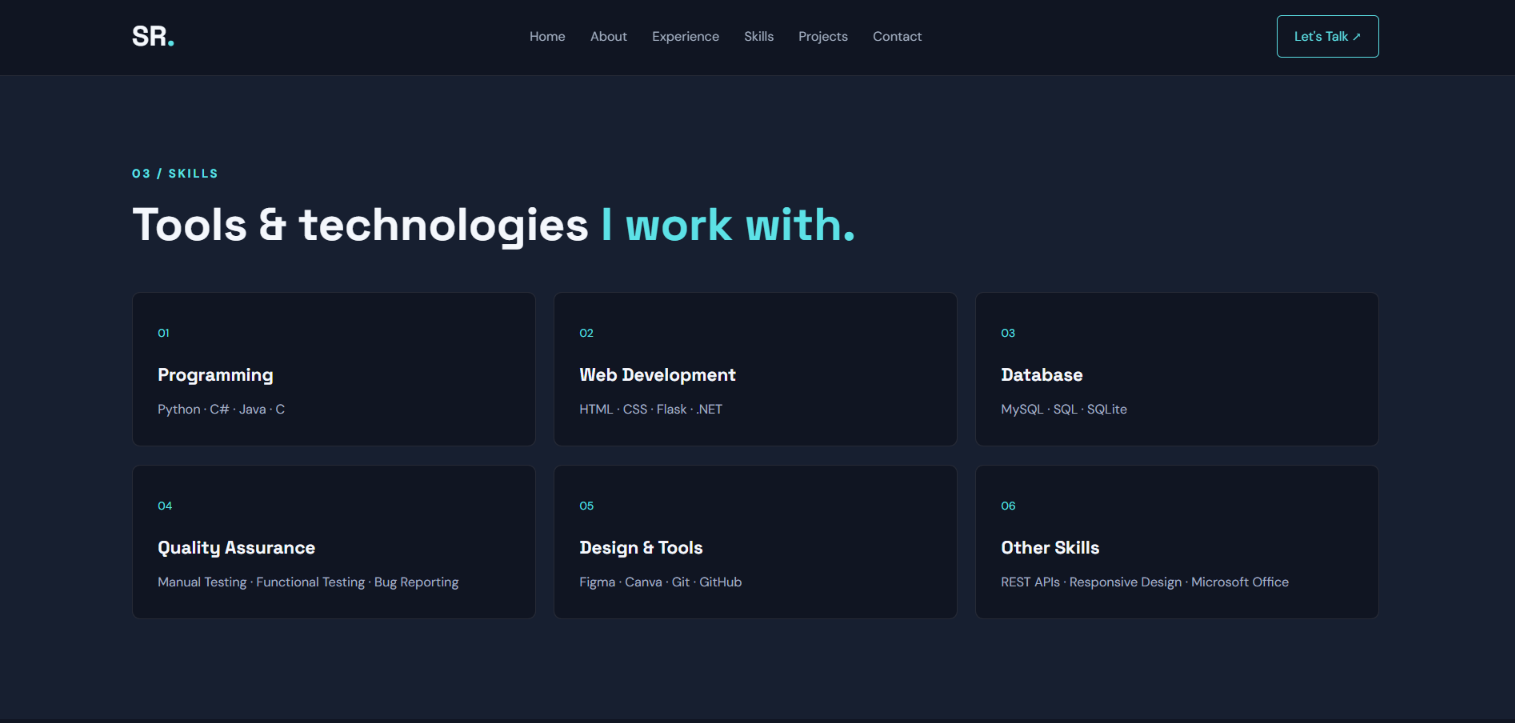 SR.
Home About Experience Skills Projects Contact
Let's Talk ↗
03 / SKILLS
Tools & technologies I work with.
01
Programming
Python · C# · Java · C
02
Web Development
HTML · CSS · Flask · .NET
03
Database
MySQL · SQL · SQLite
04
Quality Assurance
Manual Testing · Functional Testing · Bug Reporting
05
Design & Tools
Figma · Canva · Git · GitHub
06
Other Skills
REST APIs · Responsive Design · Microsoft Office